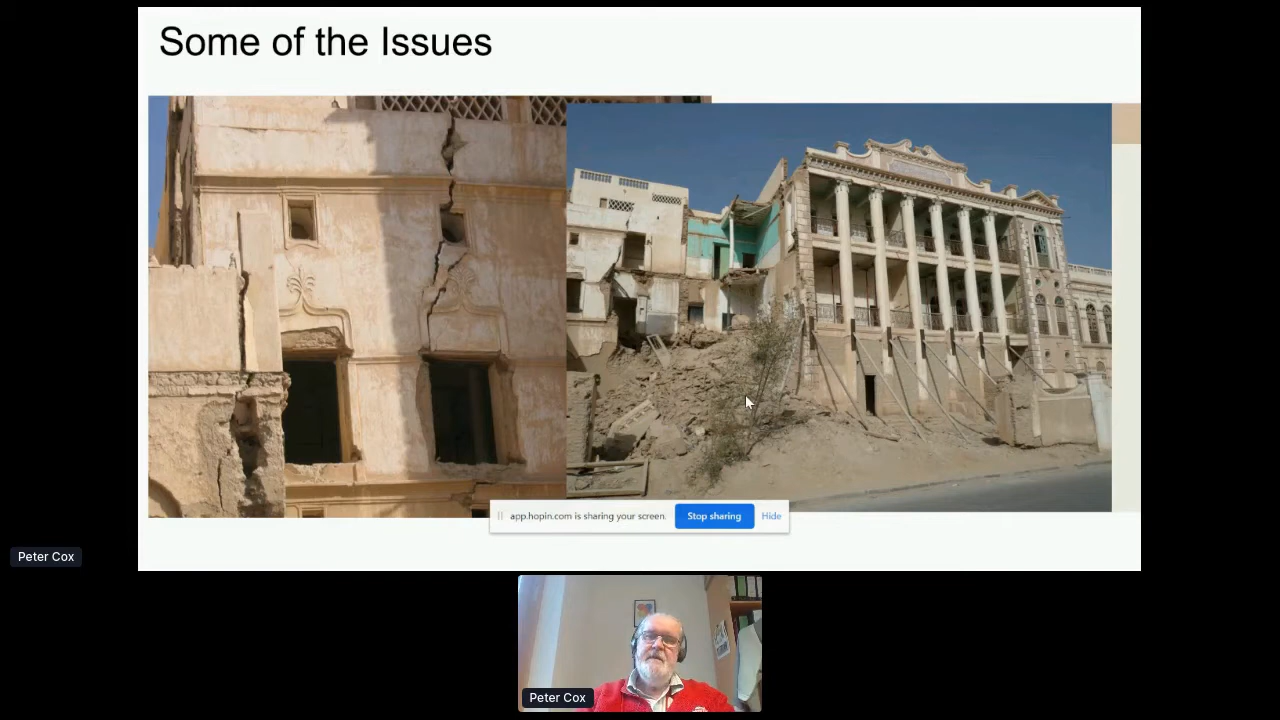 Some of the Issues
app.hopin.com is sharing your screen.
Stop sharing
Hide
Peter Cox
Peter Cox